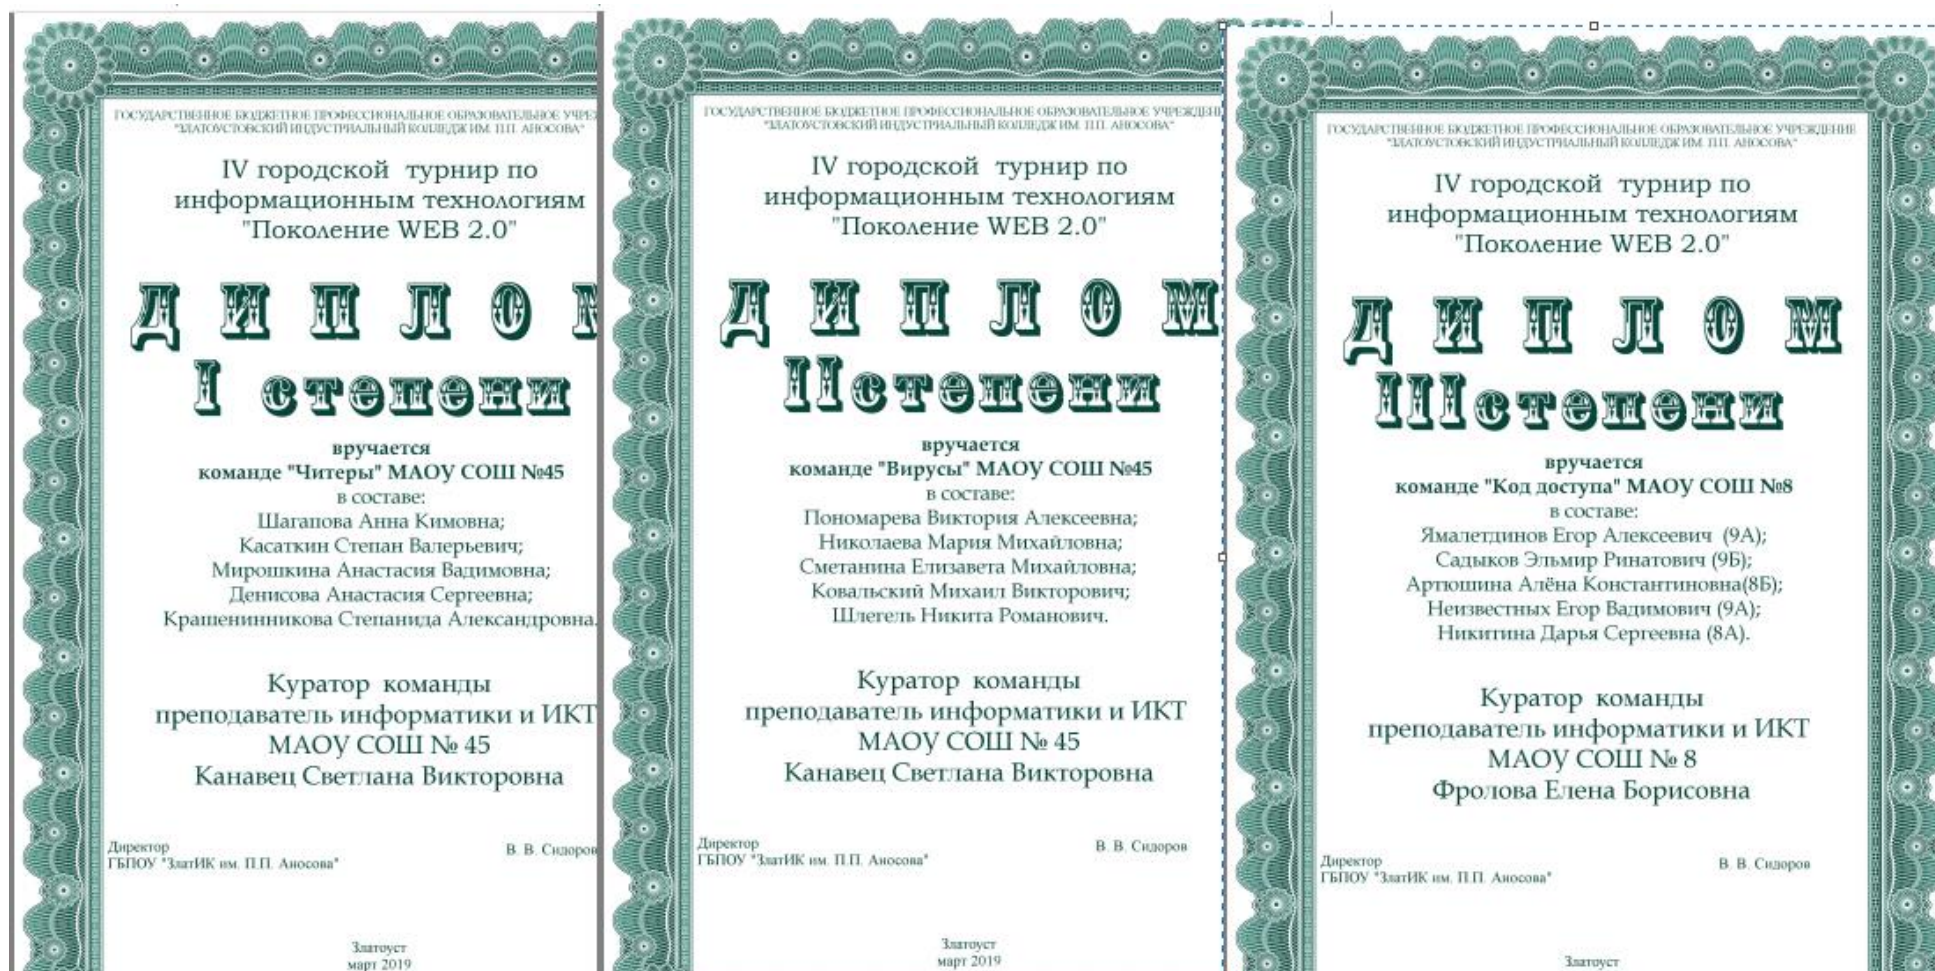 ГОСУДАРСТВЕННОЕ БЮДЖЕТНОЕ ПРОФЕССИОНАЛЬНОЕ ОБРАЗОВАТЕЛЬНОЕ УЧРЕ
"ЗЛАТОУСТОВСКИЙ ИНДУСТРИАЛЬНЫЙ КОЛЛЕДЖ ИМ. П.П. АНОСОВА"
IV городской турнир по
информационным технологиям
"Поколение WEB 2.0"
ДИПЛОМ
I степени
вручается
команде "Читеры" МАОУ СОШ №45
в составе:
Шагапова Анна Кимовна;
Касаткин Степан Валерьевич;
Мирошкина Анастасия Вадимовна;
Денисова Анастасия Сергеевна;
Крашенинникова Степанида Александровна.
Куратор команды
преподаватель информатики и ИКТ
МАОУ СОШ № 45
Канавец Светлана Викторовна
Директор
ГБПОУ "ЗлатИК им. П.П. Аносова"
В. В. Сидоров
Златоуст
март 2019
ГОСУДАРСТВЕННОЕ БЮДЖЕТНОЕ ПРОФЕССИОНАЛЬНОЕ ОБРАЗОВАТЕЛЬНОЕ УЧРЕЖДЕНИ
"ЗЛАТОУСТОВСКИЙ ИНДУСТРИАЛЬНЫЙ КОЛЛЕДЖ ИМ. П.П. АНОСОВА"
IV городской турнир по
информационным технологиям
"Поколение WEB 2.0"
ДИПЛОМ
II степени
вручается
команде "Вирусы" МАОУ СОШ №45
в составе:
Пономарева Виктория Алексеевна;
Николаева Мария Михайловна;
Сметанина Елизавета Михайловна;
Ковальский Михаил Викторович;
Шлегель Никита Романович.
Куратор команды
преподаватель информатики и ИКТ
МАОУ СОШ № 45
Канавец Светлана Викторовна
Директор
ГБПОУ "ЗлатИК им. П.П. Аносова"
В. В. Сидоров
Златоуст
март 2019
ГОСУДАРСТВЕННОЕ БЮДЖЕТНОЕ ПРОФЕССИОНАЛЬНОЕ ОБРАЗОВАТЕЛЬНОЕ УЧРЕЖДЕНИЕ
"ЗЛАТОУСТОВСКИЙ ИНДУСТРИАЛЬНЫЙ КОЛЛЕДЖ ИМ. П.П. АНОСОВА"
IV городской турнир по
информационным технологиям
"Поколение WEB 2.0"
ДИПЛОМ
III степени
вручается
команде "Код доступа" МАОУ СОШ №8
в составе:
Ямалетдинов Егор Алексеевич (9А);
Садыков Эльмир Ринатович (9Б);
Артюшина Алёна Константиновна(8Б);
Неизвестных Егор Вадимович (9А);
Никитина Дарья Сергеевна (8А).
Куратор команды
преподаватель информатики и ИКТ
МАОУ СОШ № 8
Фролова Елена Борисовна
Директор
ГБПОУ "ЗлатИК им. П.П. Аносова"
В. В. Сидоров
Златоуст